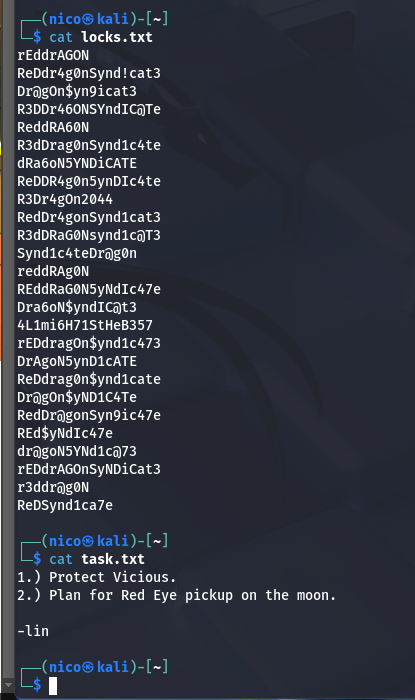 ┌──(nico㉿kali)-[~]
└─$ cat locks.txt
rEddrAGON
ReDdr4g0nSynd!cat3
Dr@gOn$yn9icat3
R3DDr46ONSYndIC@Te
ReddRA60N
R3dDrag0nSynd1c4te
dRa6oN5YNDiCATE
ReDDR4g0n5ynDIc4te
R3Dr4gOn2044
RedDr4gonSynd1cat3
R3dDRaG0Nsynd1c@T3
Synd1c4teDr@g0n
reddRAg0N
REddRaG0N5yNdIc47e
Dra6oN$yndIC@t3
4L1mi6H71StHeB357
rEDdragOn$ynd1c473
DrAgoN5ynD1cATE
ReDdrag0n$ynd1cate
Dr@gOn$yND1C4Te
RedDr@gonSyn9ic47e
REd$yNdIc47e
dr@goN5YNd1c@73
rEDdrAGOnSyNDiCat3
r3ddr@g0N
ReDSynd1ca7e
┌──(nico㉿kali)-[~]
└─$ cat task.txt
1.) Protect Vicious.
2.) Plan for Red Eye pickup on the moon.
-lin
┌──(nico㉿kali)-[~]
└─$